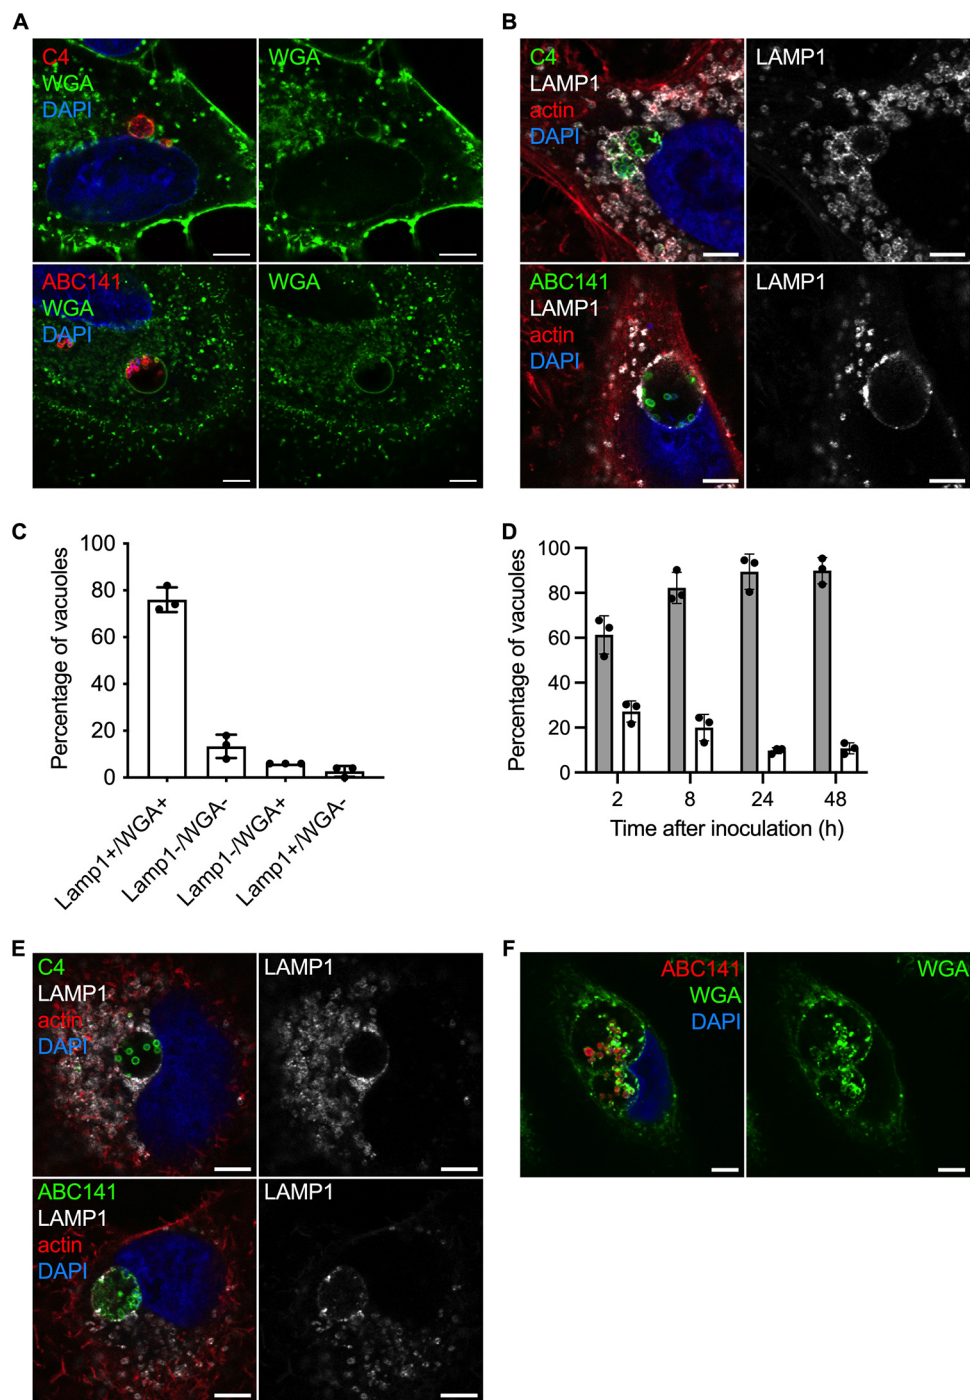 A
C4
WGA
DAPI
WGA
ABC141
WGA
DAPI
WGA
B
C4
LAMP1
actin
DAPI
LAMP1
ABC141
LAMP1
actin
DAPI
LAMP1
C
Percentage of vacuoles
100
80
60
40
20
0
Lamp1+/WGA+
Lamp1-/WGA-
Lamp1-/WGA+
Lamp1+/WGA-
D
Percentage of vacuoles
100
80
60
40
20
0
2 8 24 48
Time after inoculation (h)
E
C4
LAMP1
actin
DAPI
LAMP1
ABC141
LAMP1
actin
DAPI
LAMP1
F
ABC141
WGA
DAPI
WGA